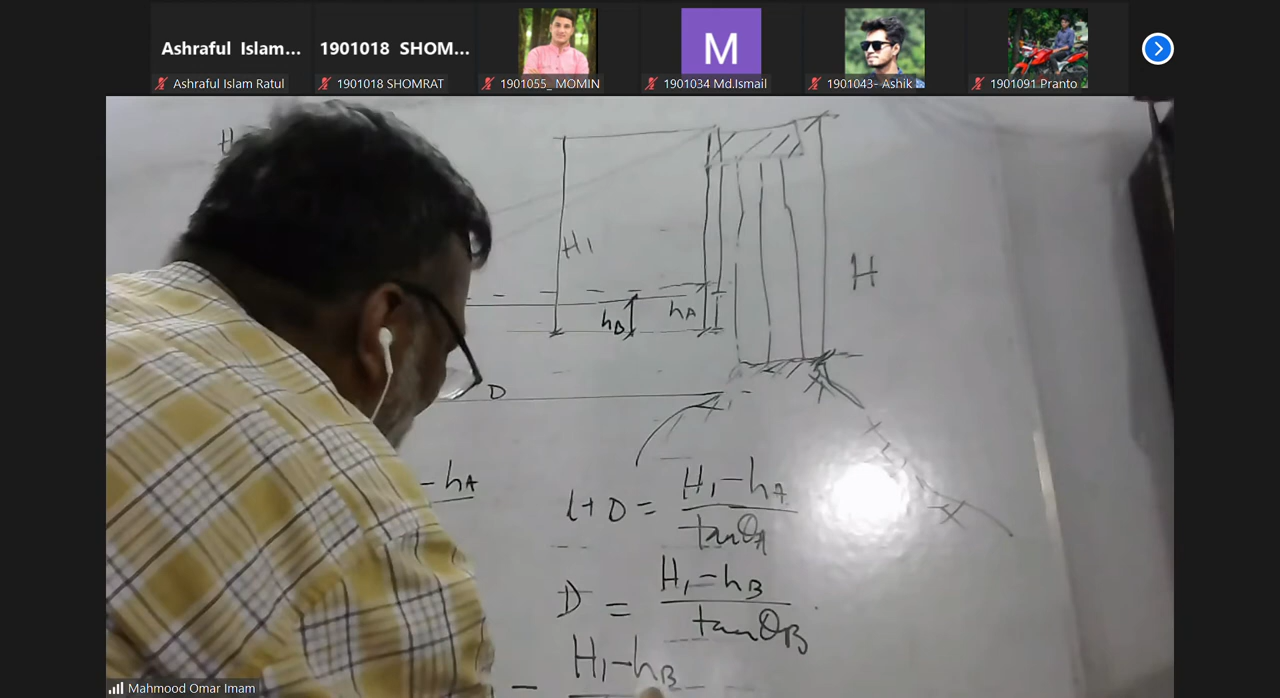 Ashraful Islam...
1901018 SHOM...
M
Ashraful Islam Ratul
1901018 SHOMRAT
1901055_ MOMIN
1901034 Md.Ismail
1901043- Ashik
1901091 Pranto
H
H1
H
hB
hA
D
- hA
l+D = H1-hA
tanθA
D = H1-hB
tanθB
- H1-hB
Mahmood Omar Imam